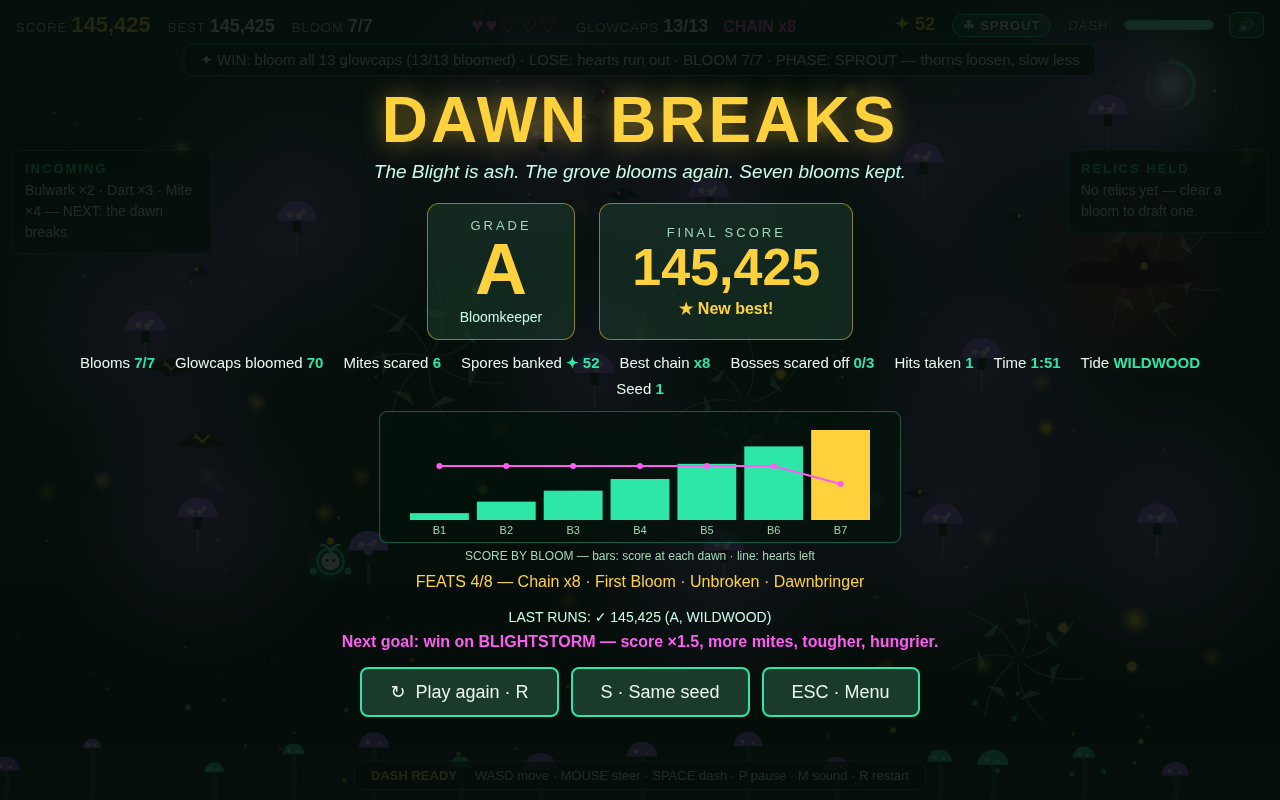 SCORE 145,425 BEST 145,425 BLOOM 7/7 ♥♥♡♡♡ GLOWCAPS 13/13 CHAIN x8 ✦ 52 ☘ SPROUT DASH
✦ WIN: bloom all 13 glowcaps (13/13 bloomed) · LOSE: hearts run out · BLOOM 7/7 · PHASE: SPROUT — thorns loosen, slow less
DAWN BREAKS
The Blight is ash. The grove blooms again. Seven blooms kept.
INCOMING
Bulwark ×2 · Dart ×3 · Mite
×4 — NEXT: the dawn
breaks
RELICS HELD
No relics yet — clear a
bloom to draft one.
GRADE
A
Bloomkeeper
FINAL SCORE
145,425
★ New best!
Blooms 7/7 Glowcaps bloomed 70 Mites scared 6 Spores banked ✦ 52 Best chain x8 Bosses scared off 0/3 Hits taken 1 Time 1:51 Tide WILDWOOD
Seed 1
B1 B2 B3 B4 B5 B6 B7
SCORE BY BLOOM — bars: score at each dawn · line: hearts left
FEATS 4/8 — Chain x8 · First Bloom · Unbroken · Dawnbringer
LAST RUNS: ✓ 145,425 (A, WILDWOOD)
Next goal: win on BLIGHTSTORM — score ×1.5, more mites, tougher, hungrier.
↻ Play again · R
S · Same seed
ESC · Menu
DASH READY WASD move · MOUSE steer · SPACE dash · P pause · M sound · R restart